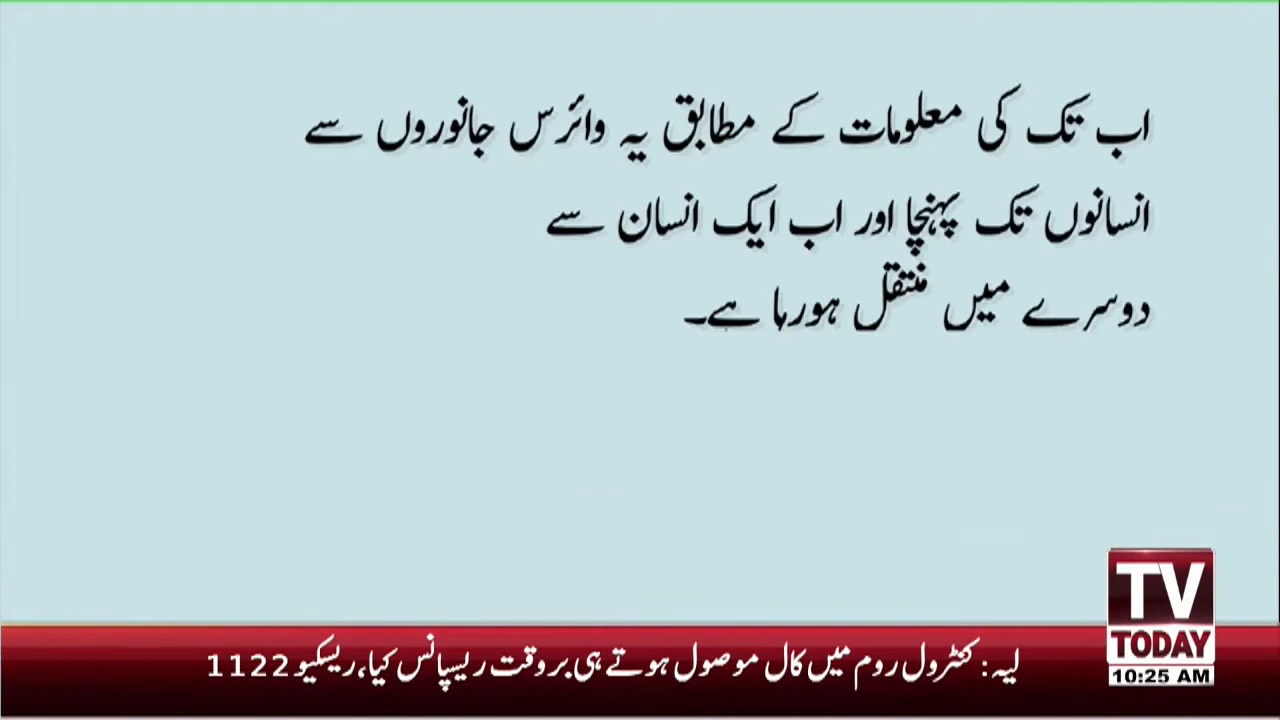 اب تک کی معلومات کے مطابق یہ وائرس جانوروں سے
انسانوں تک پہنچا اور اب ایک انسان سے
دوسرے میں منتقل ہورہا ہے۔
TV
TODAY
10:25 AM
لیہ: کنٹرول روم میں کال موصول ہوتے ہی بروقت ریسپانس کیا، ریسکیو 1122